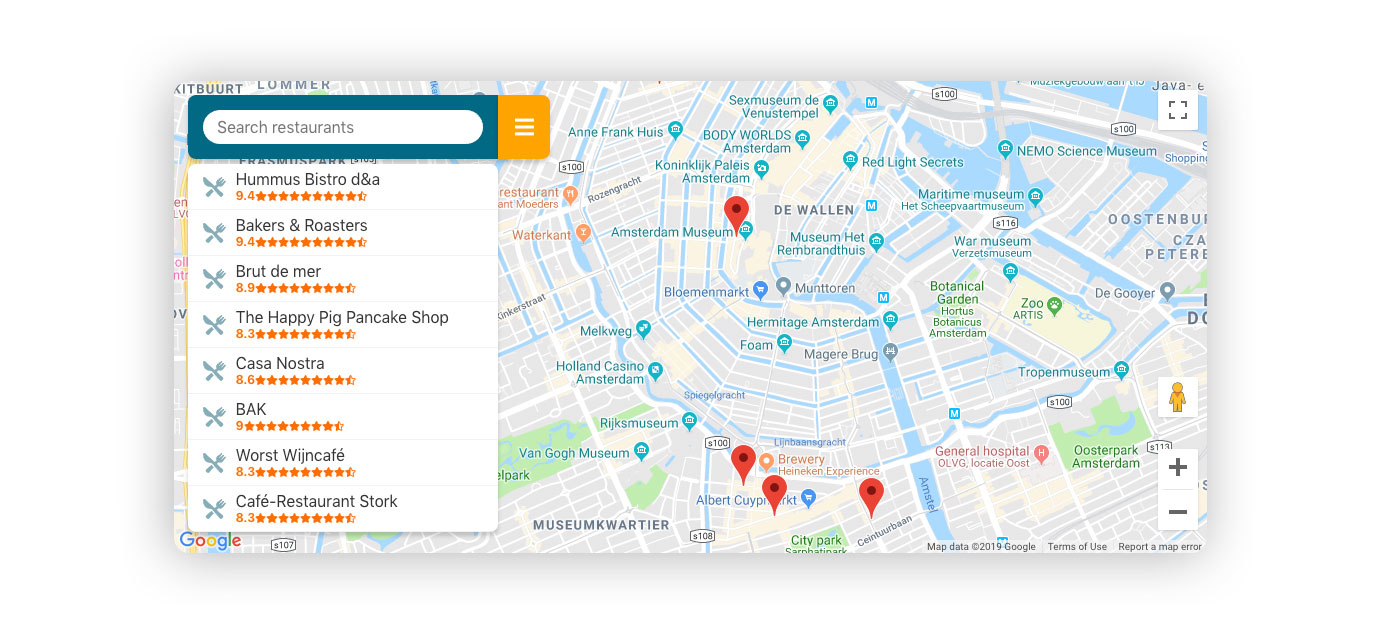 KITBUURT
LOMMER
Search restaurants
ERASMUSPARK
s103
Hummus Bistro d&a
9.4
Bakers & Roasters
9.4
Brut de mer
8.9
The Happy Pig Pancake Shop
8.3
Casa Nostra
8.6
BAK
9
Worst Wijncafé
8.3
Café-Restaurant Stork
8.3
Google
s107
Sexmuseum de
Venustempel
M
s100
Anne Frank Huis
BODY WORLDS
Amsterdam
s100
s100
Koninklijk Paleis
Amsterdam
Red Light Secrets
NEMO Science Museum
Shopping
restaurant
ant Moeders
Rozengracht
Maritime museum
Het Scheepvaartmuseum
M
DE WALLEN
OOSTENBUR
s116
Waterkant
Amsterdam Museum
Museum Het
Rembrandthuis
War museum
Verzetsmuseum
CZA
PETERE
Bloemenmarkt
Munttoren
M
Botanical
Garden
Hortus
Botanicus
Amsterdam
De Gooyer
Zoo
ARTIS
Kinkerstraat
Melkweg
Hermitage Amsterdam
Foam
Magere Brug
Holland Casino
Amsterdam
Tropenmuseum
Spiegelgracht
s100
M
Rijksmuseum
s100
Lijnbaansgracht
Van Gogh Museum
Brewery
Heineken Experience
General hospital
OLVG, locatie Oost
H
Oosterpark
Amsterdam
s113
elpark
Albert Cuypmarkt
Amstel
MUSEUMKWARTIER
Ceintuurbaan
s108
City park
Sarphatipark
Map data ©2019 Google
Terms of Use
Report a map error